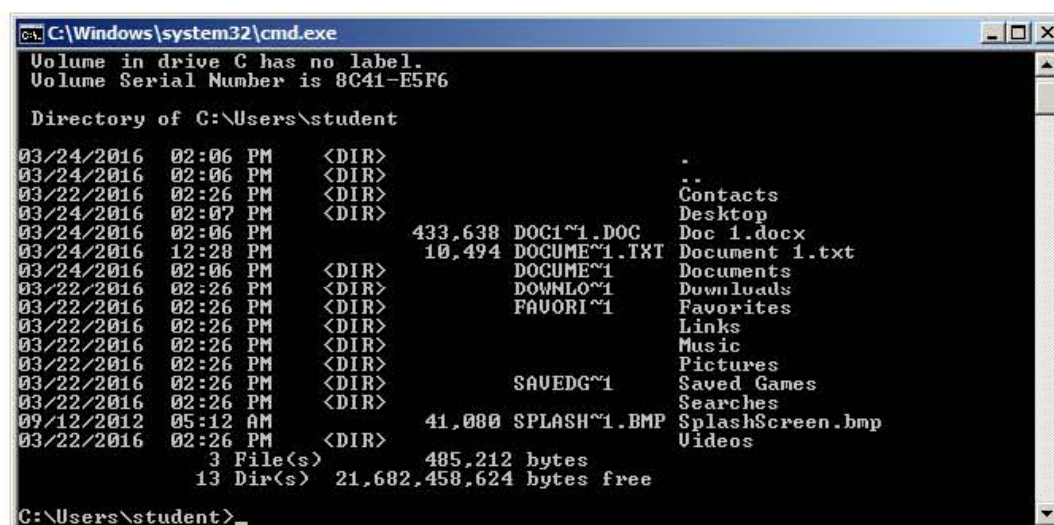 C:\Windows\system32\cmd.exe
Volume in drive C has no label.
Volume Serial Number is 8C41-E5F6
Directory of C:\Users\student
03/24/2016 02:06 PM <DIR> .
03/24/2016 02:06 PM <DIR> ..
03/22/2016 02:26 PM <DIR> Contacts
03/24/2016 02:07 PM <DIR> Desktop
03/24/2016 02:06 PM 433,638 DOC1~1.DOC Doc 1.docx
03/24/2016 12:28 PM 10,494 DOCUME~1.TXT Document 1.txt
03/24/2016 02:06 PM <DIR> DOCUME~1 Documents
03/22/2016 02:26 PM <DIR> DOWNLO~1 Downloads
03/22/2016 02:26 PM <DIR> FAVORI~1 Favorites
03/22/2016 02:26 PM <DIR> Links
03/22/2016 02:26 PM <DIR> Music
03/22/2016 02:26 PM <DIR> Pictures
03/22/2016 02:26 PM <DIR> SAVEDG~1 Saved Games
03/22/2016 02:26 PM <DIR> Searches
09/12/2012 05:12 AM 41,080 SPLASH~1.BMP SplashScreen.bmp
03/22/2016 02:26 PM <DIR> Videos
3 File(s) 485,212 bytes
13 Dir(s) 21,682,458,624 bytes free
C:\Users\student>_